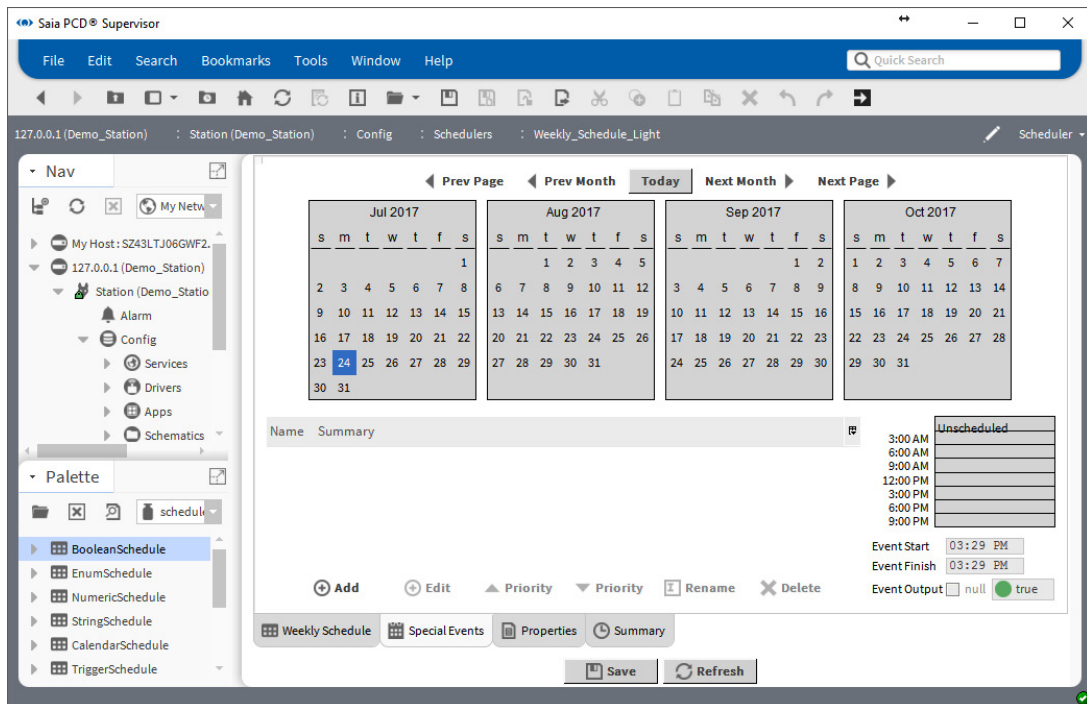 Saia PCD® Supervisor
File Edit Search Bookmarks Tools Window Help
Quick Search
127.0.0.1 (Demo_Station) : Station (Demo_Station) : Config : Schedulers : Weekly_Schedule_Light
Scheduler
Nav
My Netw
My Host : SZ43LTJ06GWF2.
127.0.0.1 (Demo_Station)
Station (Demo_Statio
Alarm
Config
Services
Drivers
Apps
Schematics
Palette
schedule
BooleanSchedule
EnumSchedule
NumericSchedule
StringSchedule
CalendarSchedule
TriggerSchedule
Prev Page Prev Month Today Next Month Next Page
Jul 2017
s m t w t f s
1
2 3 4 5 6 7 8
9 10 11 12 13 14 15
16 17 18 19 20 21 22
23 24 25 26 27 28 29
30 31
Aug 2017
s m t w t f s
1 2 3 4 5
6 7 8 9 10 11 12
13 14 15 16 17 18 19
20 21 22 23 24 25 26
27 28 29 30 31
Sep 2017
s m t w t f s
1 2
3 4 5 6 7 8 9
10 11 12 13 14 15 16
17 18 19 20 21 22 23
24 25 26 27 28 29 30
Oct 2017
s m t w t f s
1 2 3 4 5 6 7
8 9 10 11 12 13 14
15 16 17 18 19 20 21
22 23 24 25 26 27 28
29 30 31
Name Summary
Unscheduled
3:00 AM
6:00 AM
9:00 AM
12:00 PM
3:00 PM
6:00 PM
9:00 PM
Event Start 03:29 PM
Event Finish 03:29 PM
Event Output null true
Add Edit Priority Priority Rename Delete
Weekly Schedule Special Events Properties Summary
Save Refresh